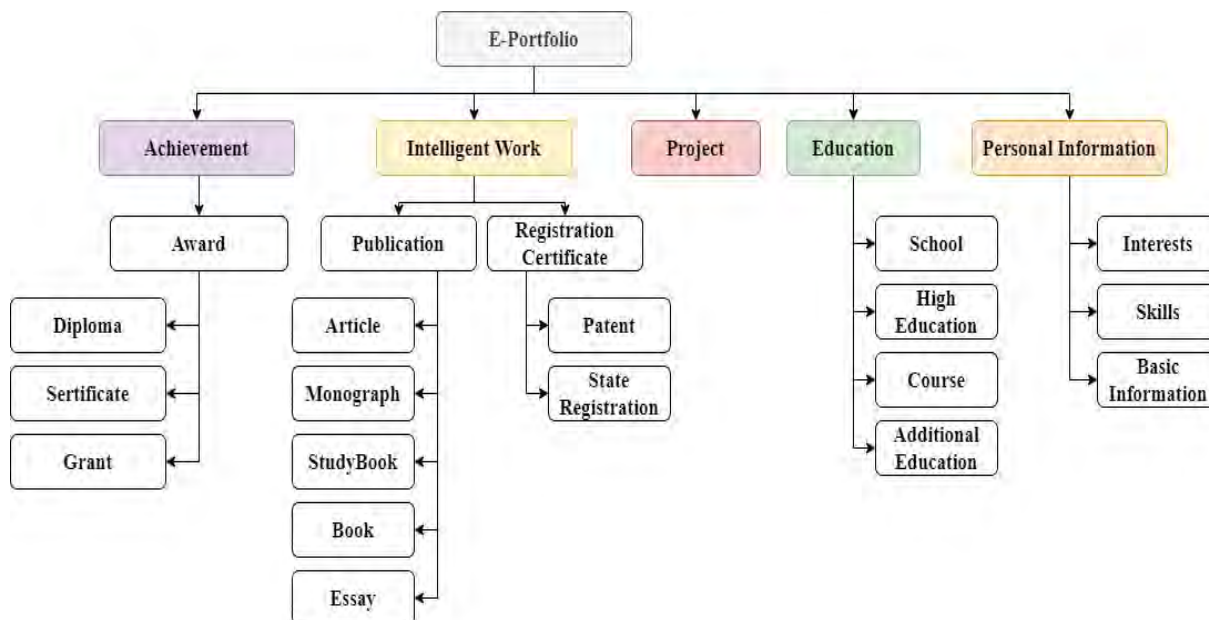 E-Portfolio
Achievement
Intelligent Work
Project
Education
Personal Information
Award
Publication
Registration
Certificate
School
Interests
Diploma
Article
Patent
High
Education
Skills
Sertificate
Monograph
State
Registration
Course
Basic
Information
Grant
StudyBook
Additional
Education
Book
Essay